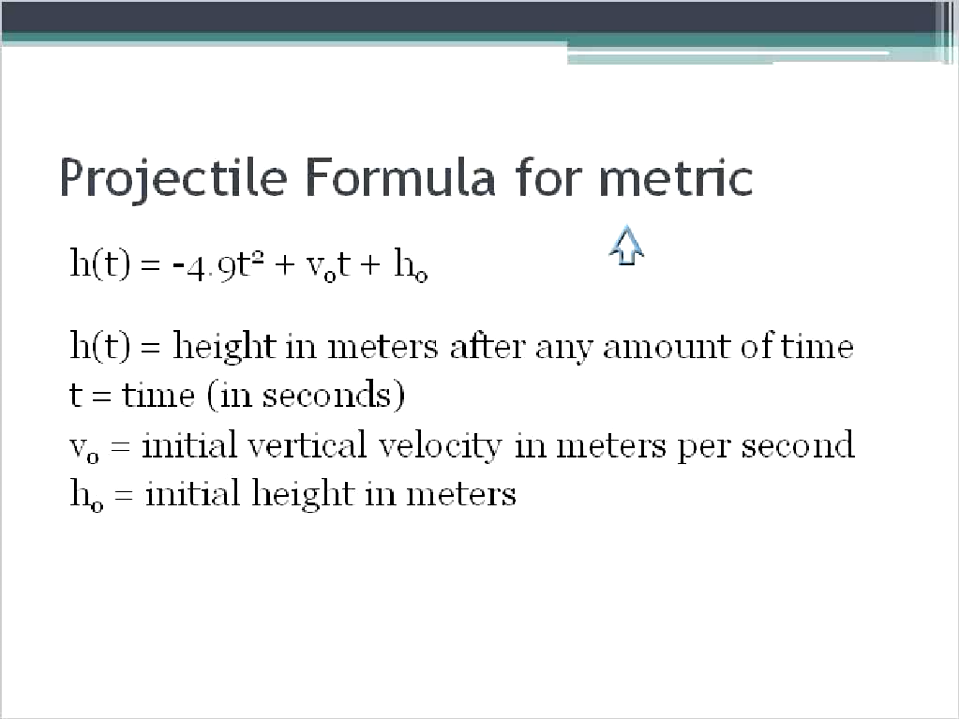 Projectile Formula for metric
h(t) = -4.9t² + v₀t + h₀
h(t) = height in meters after any amount of time
t = time (in seconds)
v₀ = initial vertical velocity in meters per second
h₀ = initial height in meters